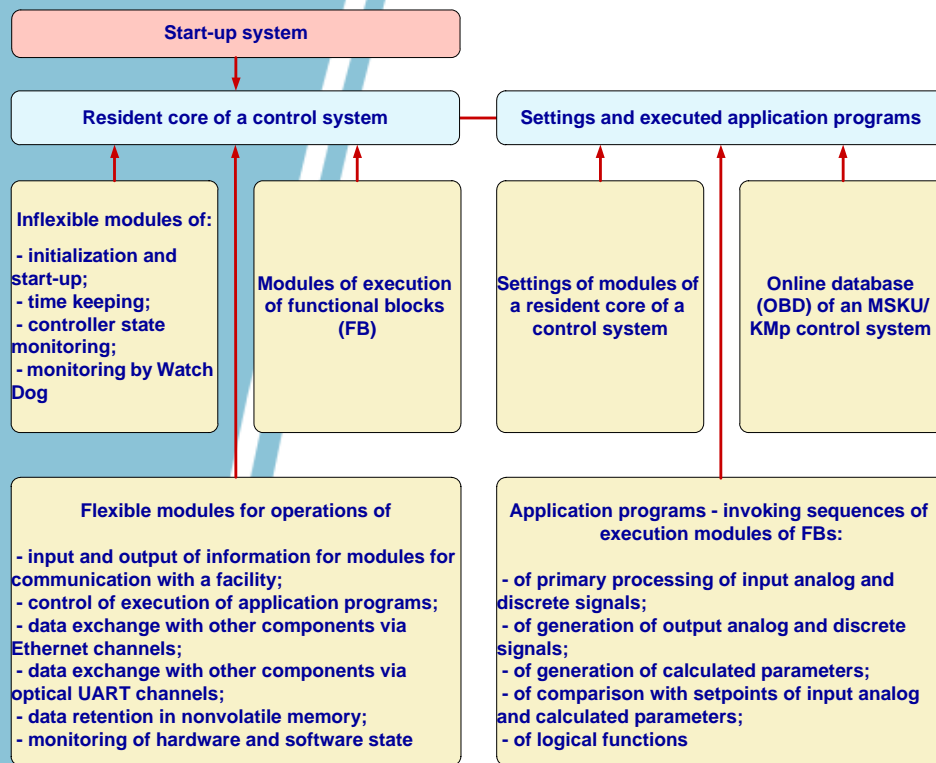 Start-up system
Resident core of a control system
Settings and executed application programs
Inflexible modules of:
- initialization and
start-up;
- time keeping;
- controller state
monitoring;
- monitoring by Watch
Dog
Modules of execution
of functional blocks
(FB)
Settings of modules of
a resident core of a
control system
Online database
(OBD) of an MSKU/
KMp control system
Flexible modules for operations of
- input and output of information for modules for
communication with a facility;
- control of execution of application programs;
- data exchange with other components via
Ethernet channels;
- data exchange with other components via
optical UART channels;
- data retention in nonvolatile memory;
- monitoring of hardware and software state
Application programs - invoking sequences of
execution modules of FBs:
- of primary processing of input analog and
discrete signals;
- of generation of output analog and discrete
signals;
- of generation of calculated parameters;
- of comparison with setpoints of input analog
and calculated parameters;
- of logical functions